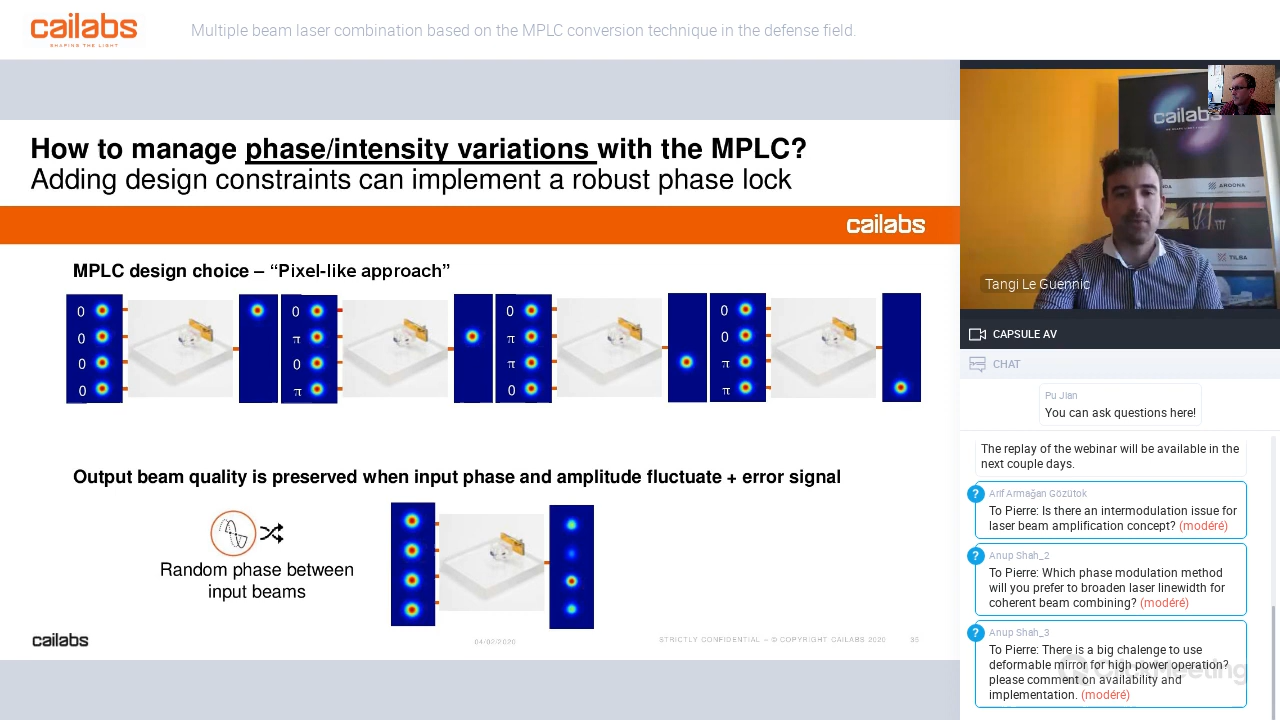 cailabs
SHAPING THE LIGHT
Multiple beam laser combination based on the MPLC conversion technique in the defense field.
How to manage phase/intensity variations with the MPLC?
Adding design constraints can implement a robust phase lock
cailabs
MPLC design choice – “Pixel-like approach”
0
0
0
0
0
π
0
π
0
π
π
0
0
0
π
π
Output beam quality is preserved when input phase and amplitude fluctuate + error signal
Random phase between
input beams
cailabs
04/02/2020
STRICTLY CONFIDENTIAL – © COPYRIGHT CAILABS 2020
35
cailabs
AROONA
TILBA
Tangi Le Guennic
CAPSULE AV
CHAT
Pu Jian
You can ask questions here!
The replay of the webinar will be available in the
next couple days.
?
Arif Armağan Gözütok
To Pierre: Is there an intermodulation issue for
laser beam amplification concept? (modéré)
?
Anup Shah_2
To Pierre: Which phase modulation method
will you prefer to broaden laser linewidth for
coherent beam combining? (modéré)
?
Anup Shah_3
To Pierre: There is a big chalenge to use
deformable mirror for high power operation?
please comment on availability and
implementation. (modéré)
ClickMeeting